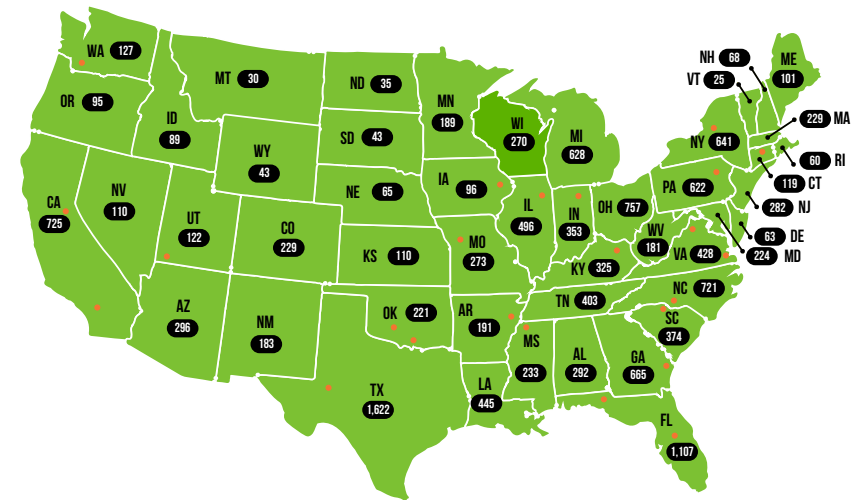 WA 127
MT 30
ND 35
MN
189
OR 95
ID
89
WY
43
SD 43
WI
270
MI
628
NH 68
VT 25
ME
101
229 MA
NY 641
60 RI
119 CT
282 NJ
63 DE
224 MD
PA 622
CA
725
NV
110
UT
122
CO
229
NE 65
IA 96
IL
496
IN
353
OH 757
WV
181
VA 428
KS 110
MO
273
KY 325
NC 721
TN 403
AZ
296
NM
183
OK 221
AR
191
MS
233
AL
292
GA
665
SC
374
TX
1,622
LA
445
FL
1,107